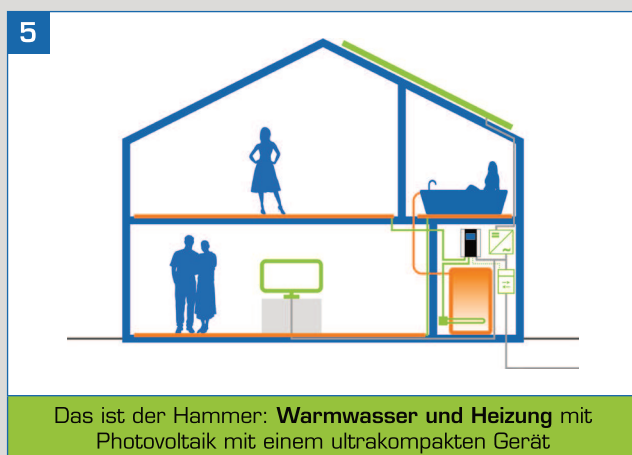 5
Das ist der Hammer: Warmwasser und Heizung mit
Photovoltaik mit einem ultrakompakten Gerät